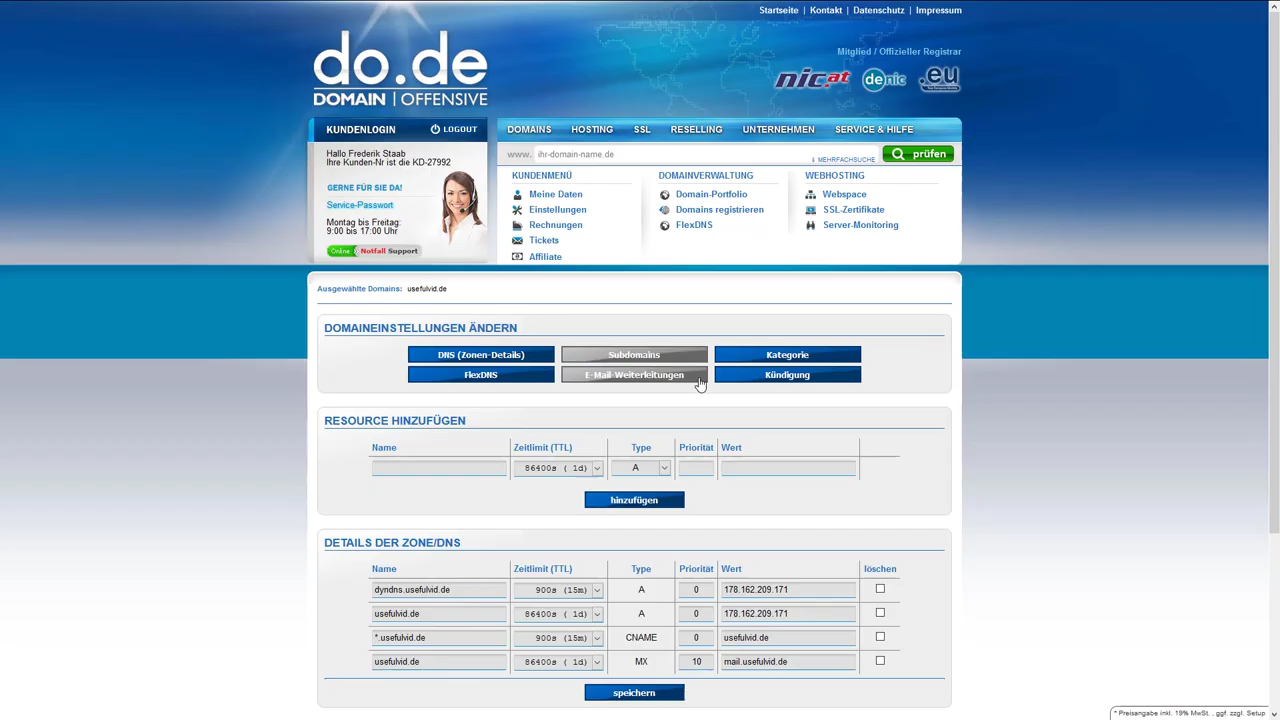 Startseite | Kontakt | Datenschutz | Impressum
do.de
DOMAIN | OFFENSIVE
Mitglied / Offizieller Registrar
nic.at denic .eu
KUNDENLOGIN LOGOUT
DOMAINS HOSTING SSL RESELLING UNTERNEHMEN SERVICE & HILFE
Hallo Frederik Staab
Ihre Kunden-Nr ist die KD-27992
www. ihr-domain-name.de MEHRFACHSUCHE prüfen
GERNE FÜR SIE DA!
Service-Passwort
Montag bis Freitag:
9:00 bis 17:00 Uhr
Online Notfall Support
KUNDENMENÜ
Meine Daten
Einstellungen
Rechnungen
Tickets
Affiliate
DOMAINVERWALTUNG
Domain-Portfolio
Domains registrieren
FlexDNS
WEBHOSTING
Webspace
SSL-Zertifikate
Server-Monitoring
Ausgewählte Domains: usefulvid.de
DOMAINEINSTELLUNGEN ÄNDERN
DNS (Zonen-Details) Subdomains Kategorie
FlexDNS E-Mail-Weiterleitungen Kündigung
RESOURCE HINZUFÜGEN
Name Zeitlimit (TTL) Type Priorität Wert
86400s ( 1d) A
hinzufügen
DETAILS DER ZONE/DNS
Name Zeitlimit (TTL) Type Priorität Wert löschen
dyndns.usefulvid.de 900s (15m) A 0 178.162.209.171
usefulvid.de 86400s ( 1d) A 0 178.162.209.171
*.usefulvid.de 900s (15m) CNAME 0 usefulvid.de
usefulvid.de 86400s ( 1d) MX 10 mail.usefulvid.de
speichern
* Preisangabe inkl. 19% MwSt. , ggf. zzgl. Setup